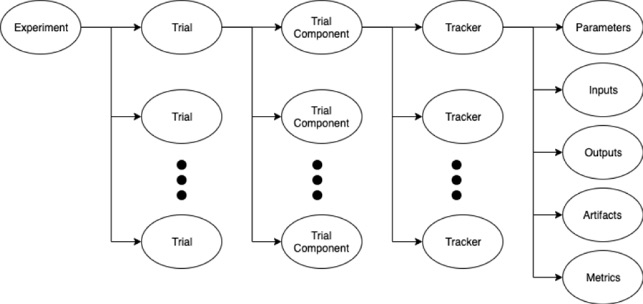 Experiment
Trial
Trial
Component
Tracker
Parameters
Inputs
Trial
Trial
Component
Tracker
Outputs
Artifacts
Trial
Trial
Component
Tracker
Metrics